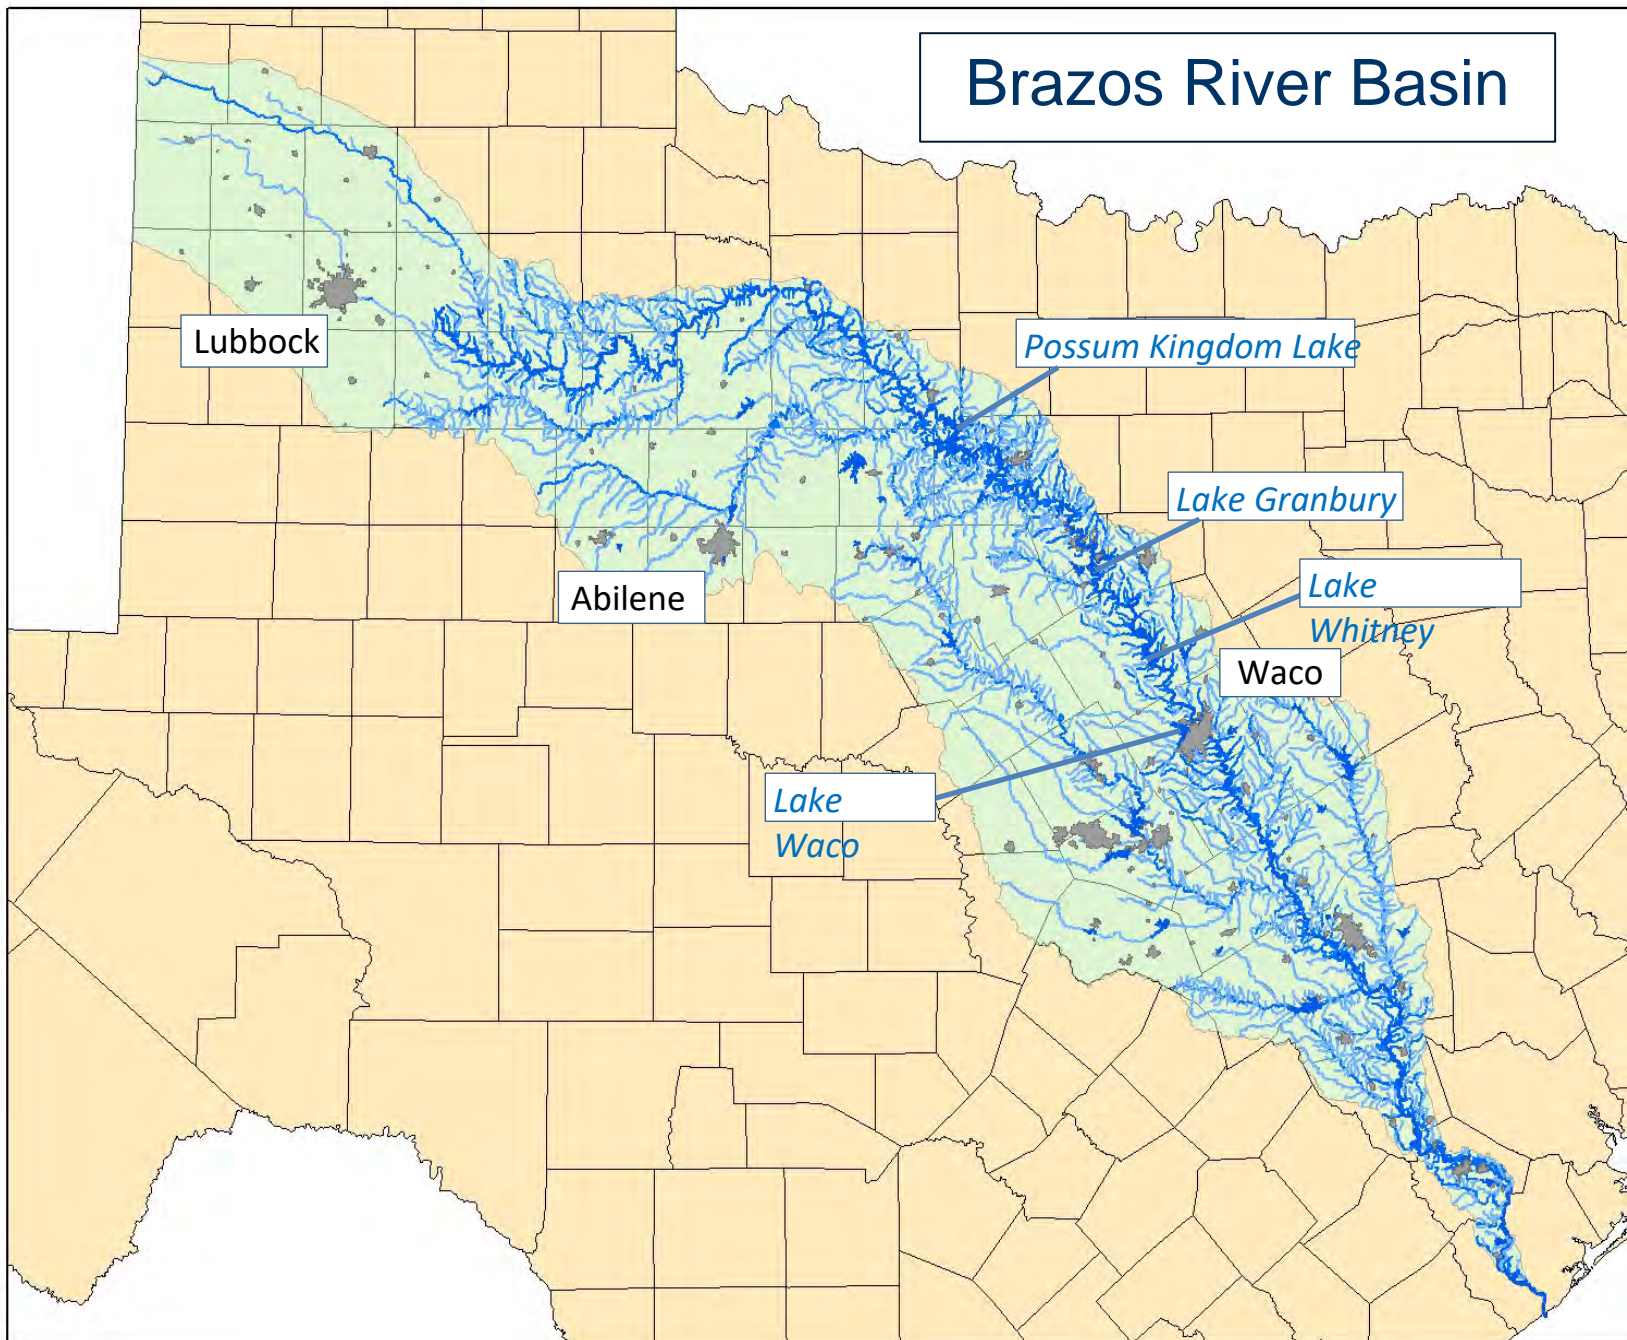 Brazos River Basin
Lubbock
Possum Kingdom Lake
Lake Granbury
Abilene
Lake
Whitney
Waco
Lake
Waco